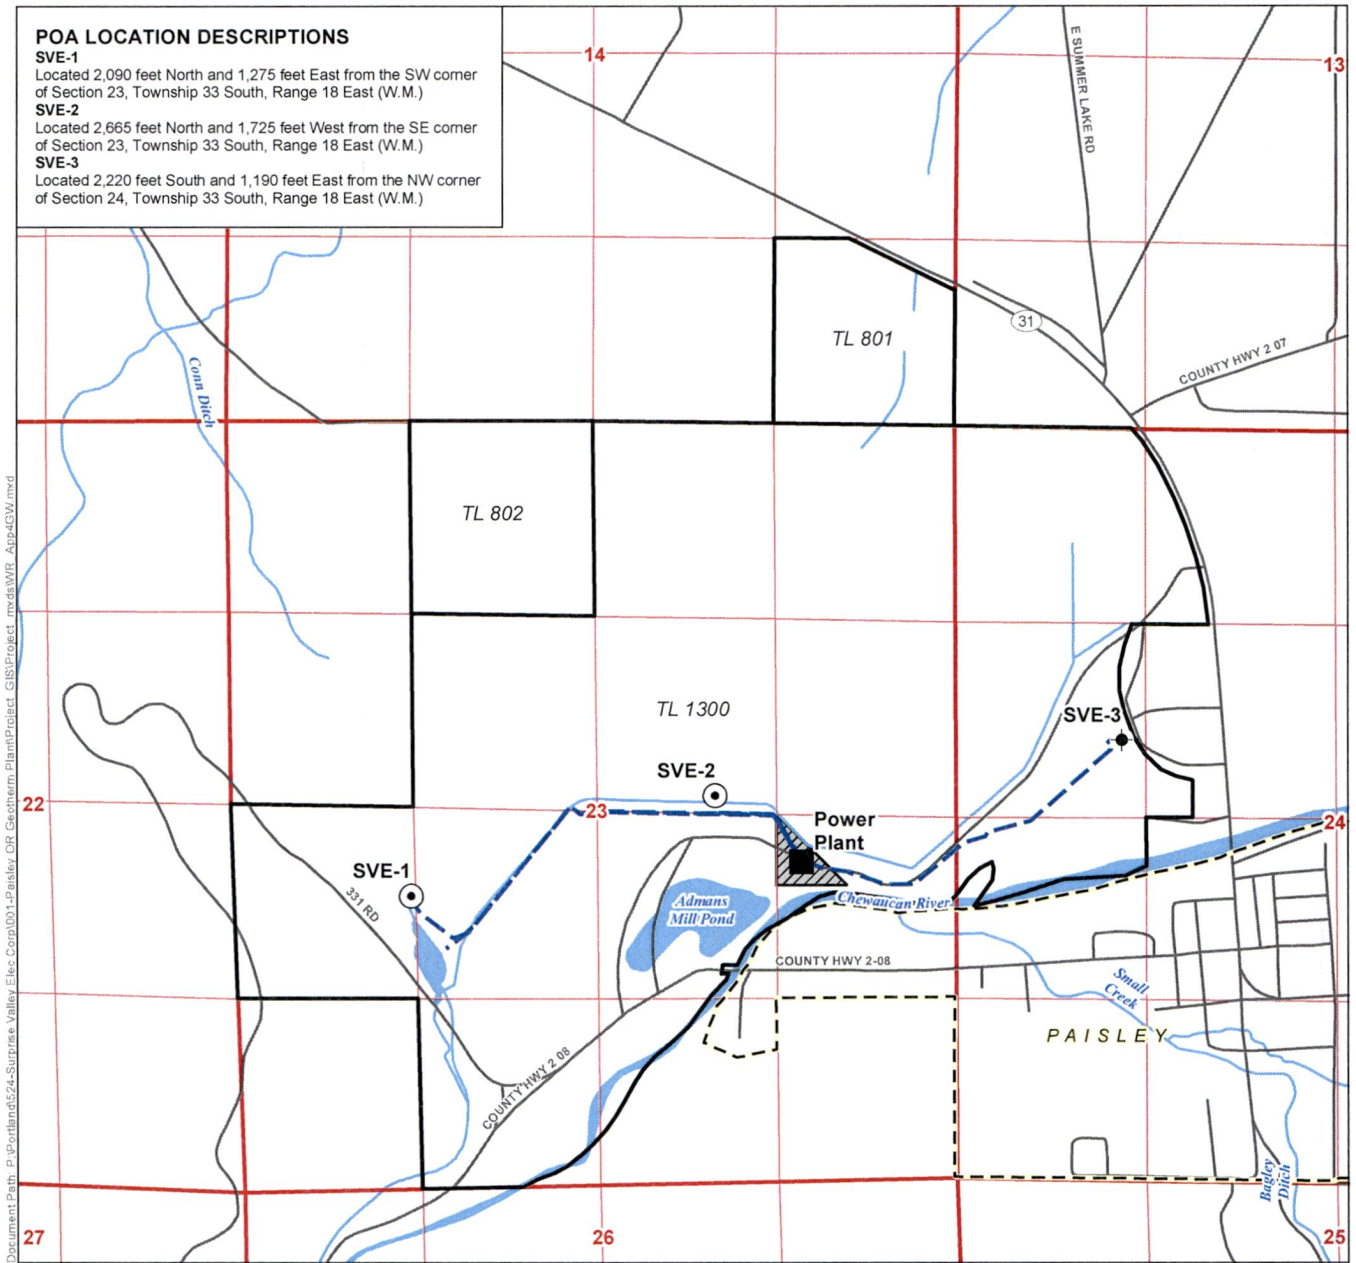 POA LOCATION DESCRIPTIONS
SVE-1
Located 2,090 feet North and 1,275 feet East from the SW corner
of Section 23, Township 33 South, Range 18 East (W.M.)
SVE-2
Located 2,665 feet North and 1,725 feet West from the SE corner
of Section 23, Township 33 South, Range 18 East (W.M.)
SVE-3
Located 2,220 feet South and 1,190 feet East from the NW corner
of Section 24, Township 33 South, Range 18 East (W.M.)
14
13
E SUMMER LAKE RD
31
TL 801
COUNTY HWY 2 07
Conn Ditch
TL 802
TL 1300
SVE-3
SVE-2
22
23
Power
Plant
24
SVE-1
331 RD
Admans
Mill Pond
Chewaucan River
COUNTY HWY 2-08
Small
Creek
PAISLEY
COUNTY HWY 2 08
Bagley
Ditch
27
26
25
Document Path: P:\Portland\524-Surprise Valley Elec Corp\001-Paisley OR Geotherm Plant\Project_GIS\Project_mxds\WR_App4GW.mxd